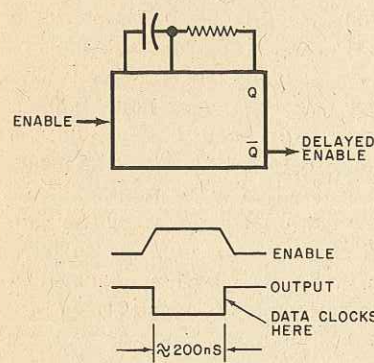 Q
ENABLE
Q̅
DELAYED
ENABLE
ENABLE
OUTPUT
DATA CLOCKS
HERE
≈200nS